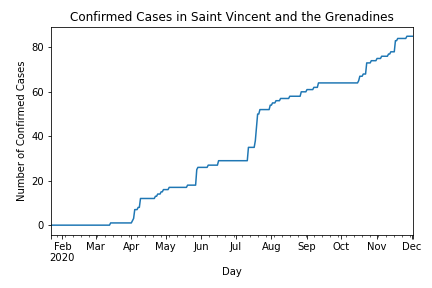 Confirmed Cases in Saint Vincent and the Grenadines
Number of Confirmed Cases
80
60
40
20
0
Feb Mar Apr May Jun Jul Aug Sep Oct Nov Dec
2020
Day